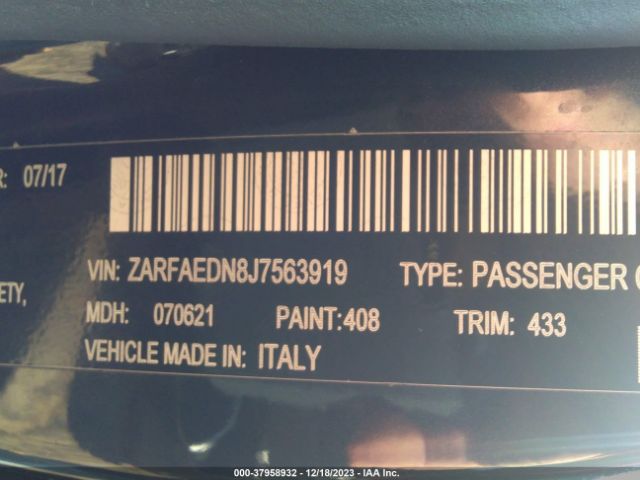 R: 07/17
VIN: ZARFAEDN8J7563919 TYPE: PASSENGER
ETY,
MDH: 070621 PAINT:408 TRIM: 433
VEHICLE MADE IN: ITALY
000-37958932 - 12/18/2023 - IAA Inc.